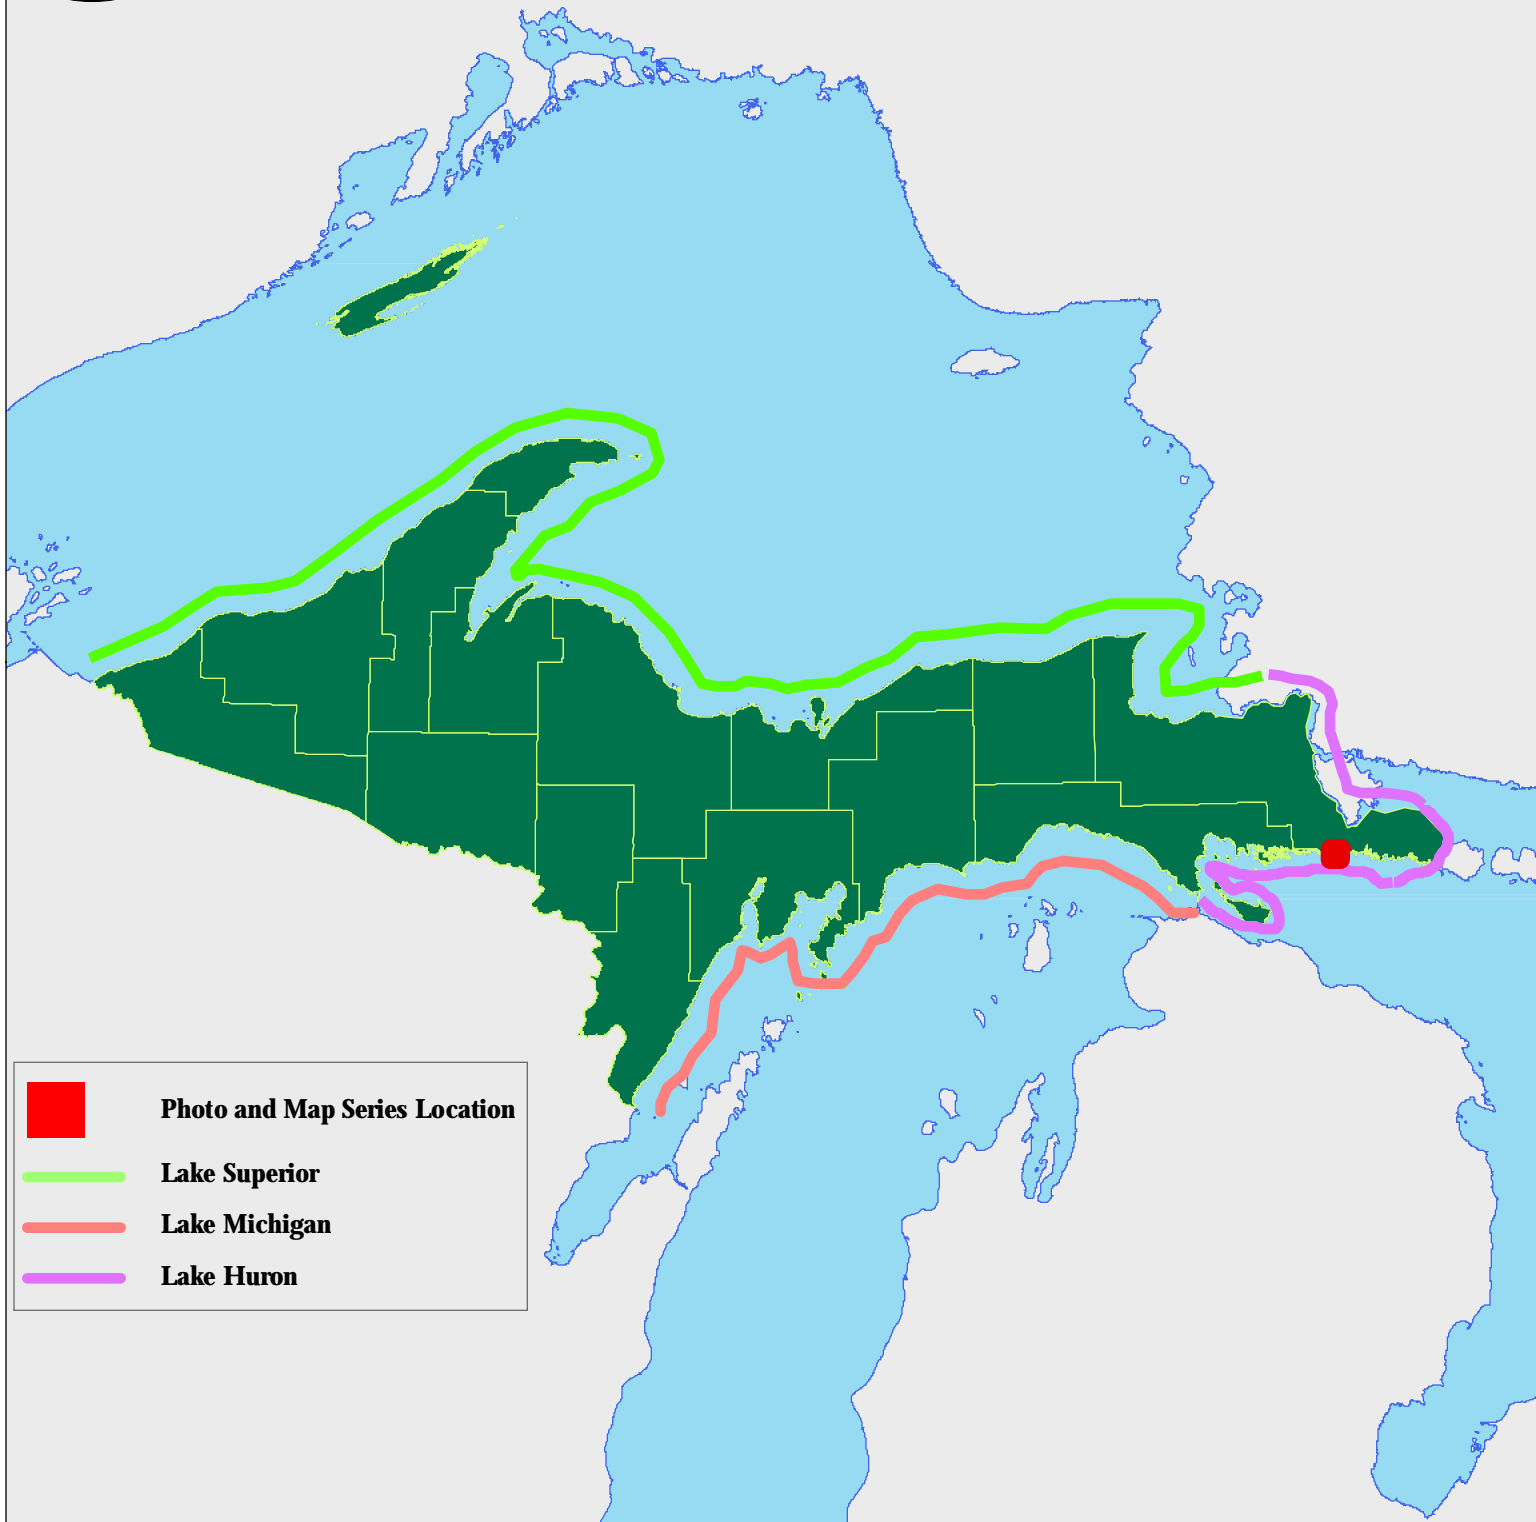 Photo and Map Series Location
Lake Superior
Lake Michigan
Lake Huron